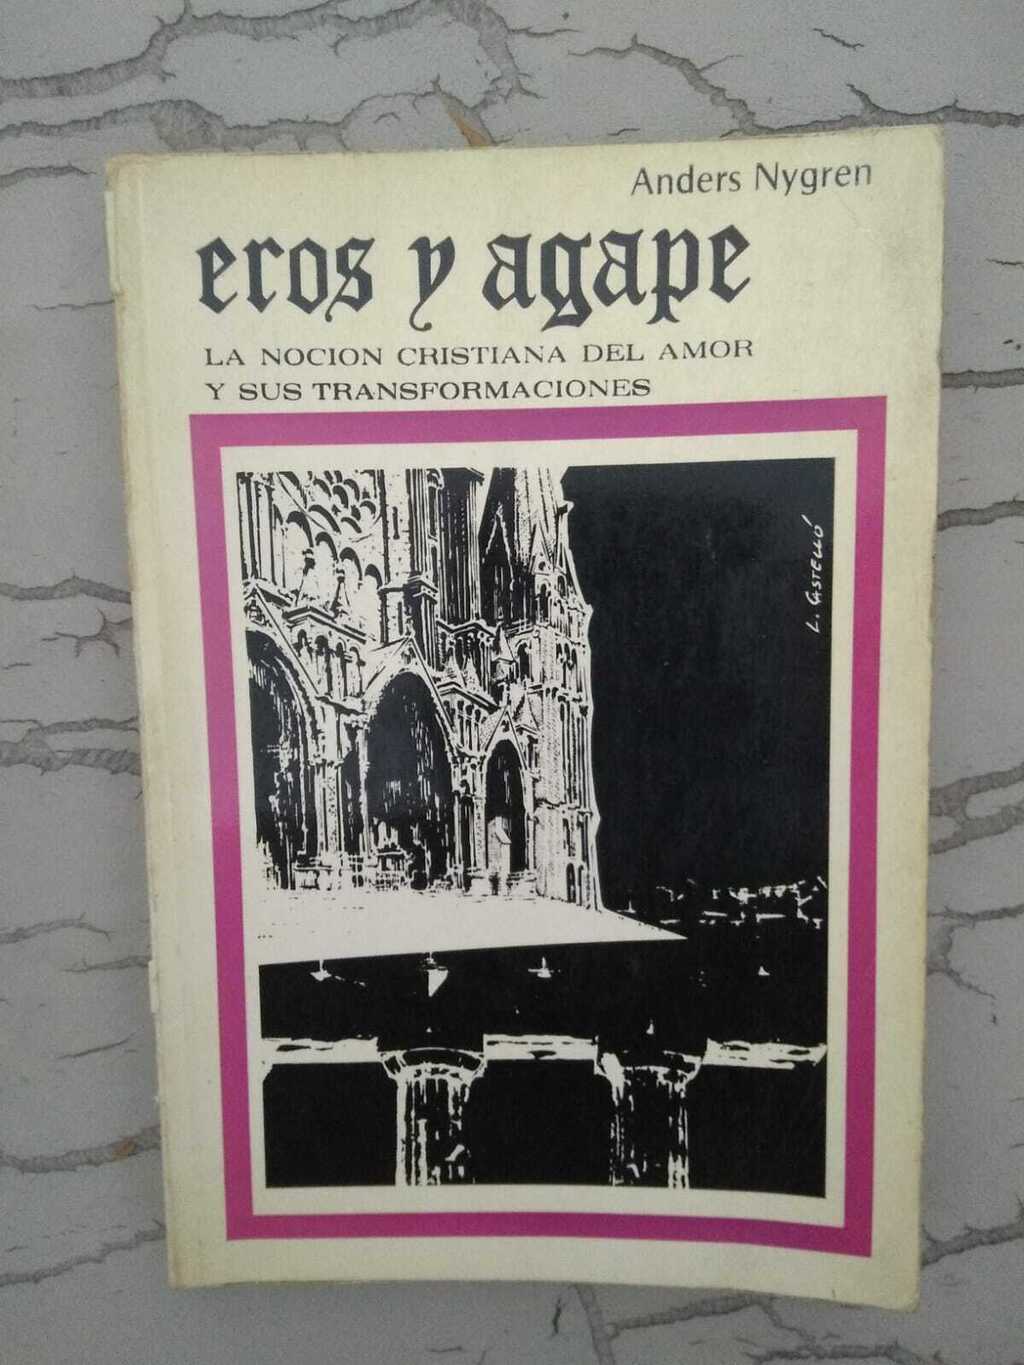 Anders Nygren
eros y agape
LA NOCION CRISTIANA DEL AMOR
Y SUS TRANSFORMACIONES
L. CASTELLÓ